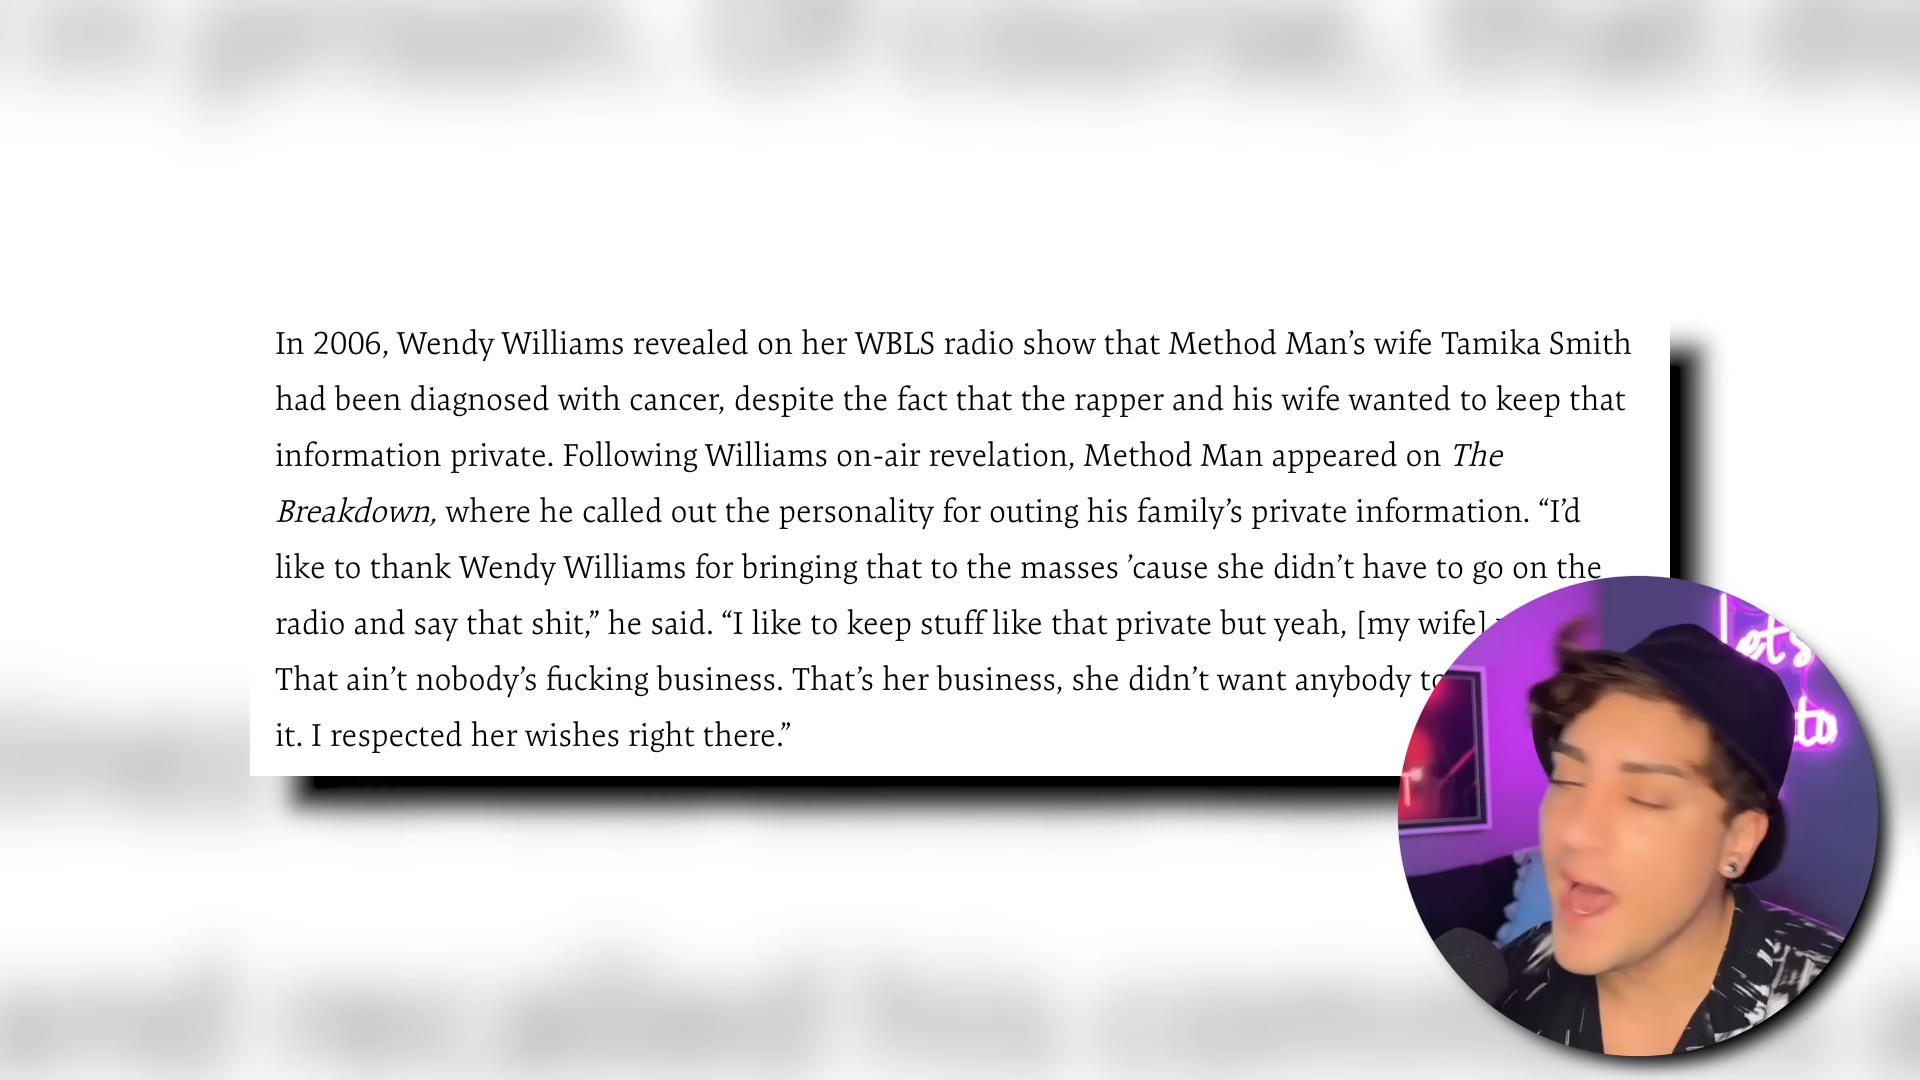 In 2006, Wendy Williams revealed on her WBLS radio show that Method Man’s wife Tamika Smith
had been diagnosed with cancer, despite the fact that the rapper and his wife wanted to keep that
information private. Following Williams on-air revelation, Method Man appeared on The
Breakdown, where he called out the personality for outing his family’s private information. “I’d
like to thank Wendy Williams for bringing that to the masses ’cause she didn’t have to go on the
radio and say that shit,” he said. “I like to keep stuff like that private but yeah, [my wife]
That ain’t nobody’s fucking business. That’s her business, she didn’t want anybody to
it. I respected her wishes right there.”
Let's
to